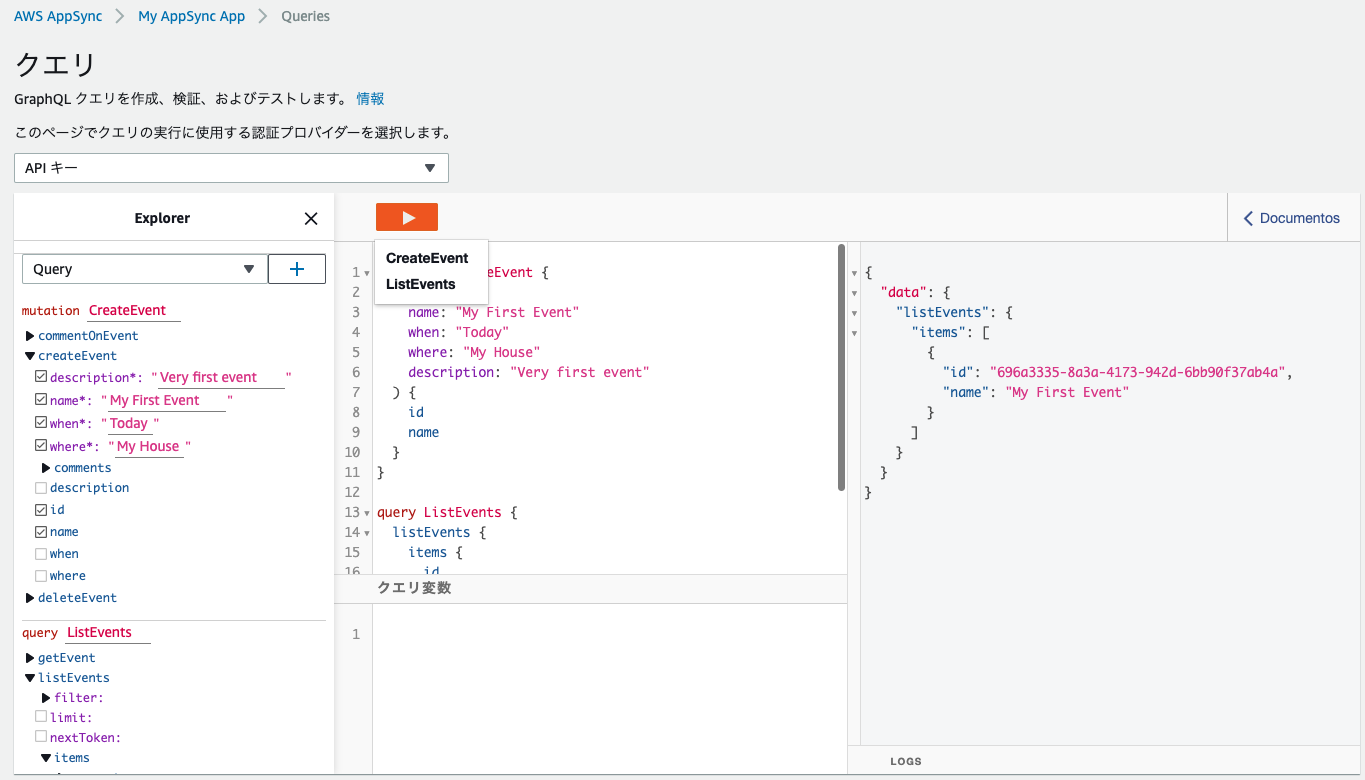 AWS AppSync > My AppSync App > Queries
クエリ
GraphQL クエリを作成、検証、およびテストします。 情報
このページでクエリの実行に使用する認証プロバイダーを選択します。
API キー
Explorer
Query
mutation CreateEvent
commentOnEvent
createEvent
description*: "Very first event"
name*: "My First Event"
when*: "Today"
where*: "My House"
comments
description
id
name
when
where
deleteEvent
query ListEvents
getEvent
listEvents
filter:
limit:
nextToken:
items
CreateEvent
ListEvents
1 eEvent {
2
3 name: "My First Event"
4 when: "Today"
5 where: "My House"
6 description: "Very first event"
7 ) {
8 id
9 name
10 }
11 }
12
13 query ListEvents {
14 listEvents {
15 items {
16 id
クエリ変数
1
Documentos
{
"data": {
"listEvents": {
"items": [
{
"id": "696a3335-8a3a-4173-942d-6bb90f37ab4a",
"name": "My First Event"
}
]
}
}
}
LOGS